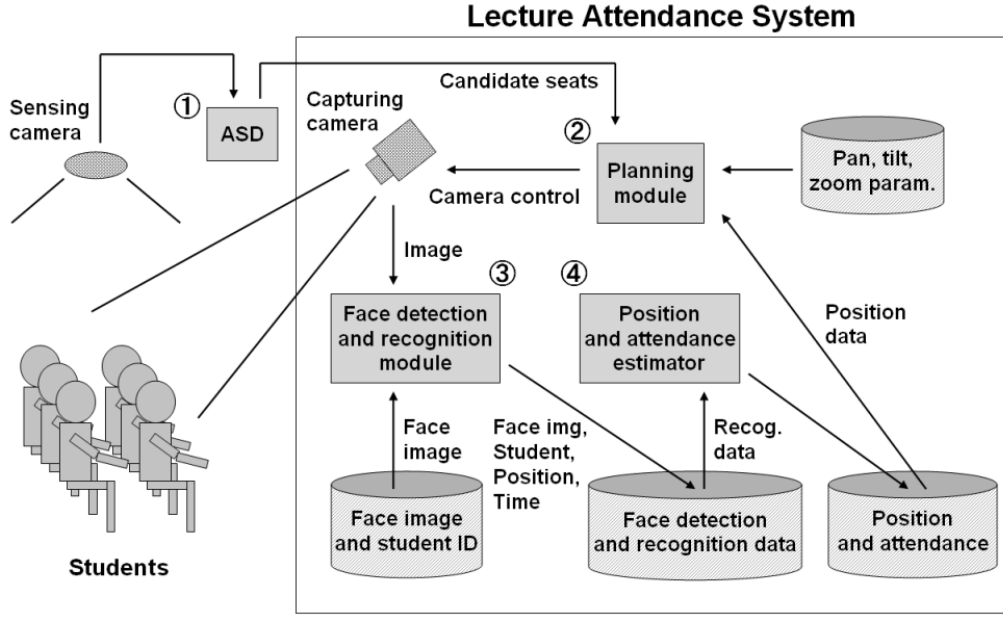 Lecture Attendance System
Sensing
camera
①
ASD
Capturing
camera
Candidate seats
②
Planning
module
Pan, tilt,
zoom param.
Camera control
Image
③
Face detection
and recognition
module
④
Position
and attendance
estimator
Position
data
Face
image
Face img,
Student,
Position,
Time
Recog.
data
Face image
and student ID
Face detection
and recognition data
Position
and attendance
Students